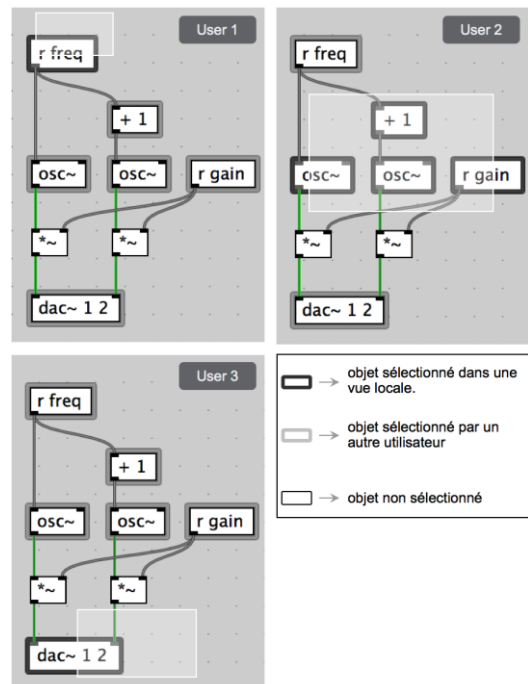 User 1
r freq
+ 1
osc~
osc~
r gain
*~
*~
dac~ 1 2
User 2
r freq
+ 1
osc~
osc~
r gain
*~
*~
dac~ 1 2
User 3
r freq
+ 1
osc~
osc~
r gain
*~
*~
dac~ 1 2
objet sélectionné dans une
vue locale.
objet sélectionné par un
autre utilisateur
objet non sélectionné